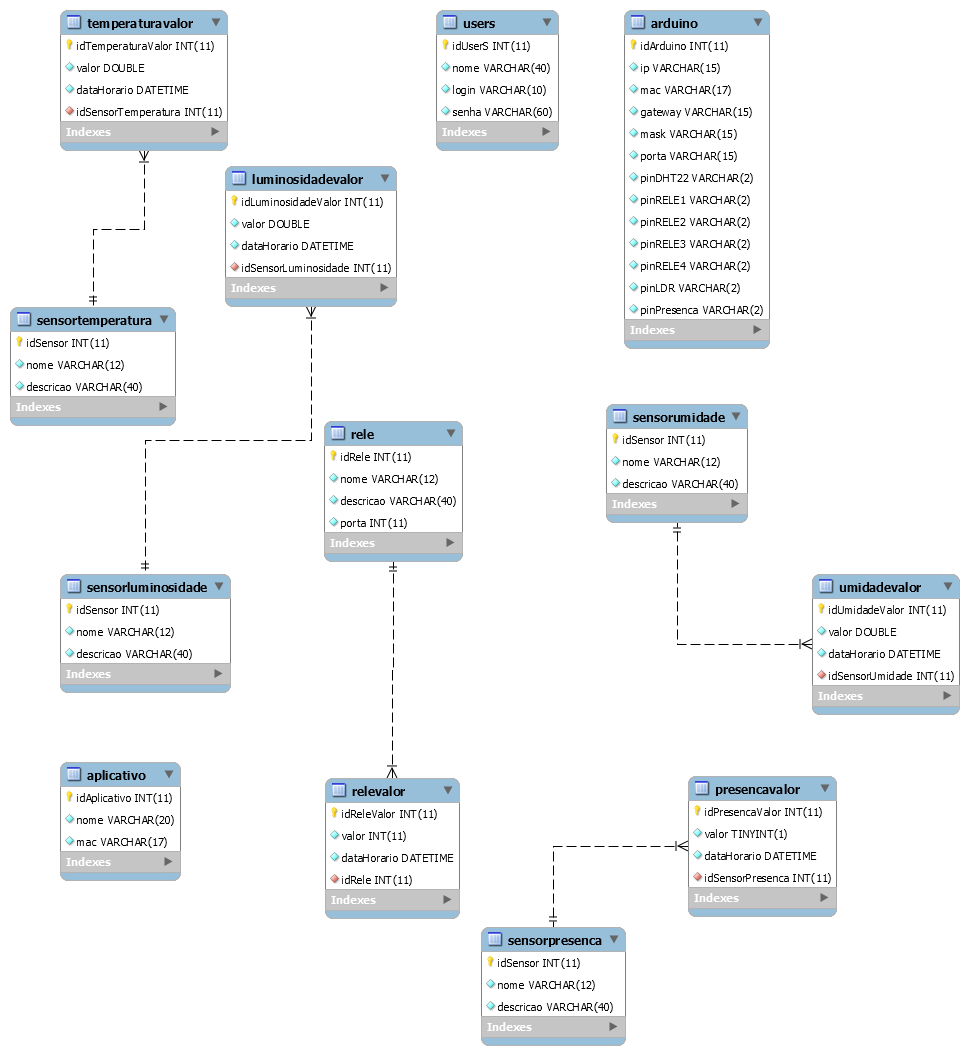 temperaturavalor
idTemperaturaValor INT(11)
valor DOUBLE
dataHorario DATETIME
idSensorTemperatura INT(11)
Indexes
users
idUserS INT(11)
nome VARCHAR(40)
login VARCHAR(10)
senha VARCHAR(60)
Indexes
arduino
idArduino INT(11)
ip VARCHAR(15)
mac VARCHAR(17)
gateway VARCHAR(15)
mask VARCHAR(15)
porta VARCHAR(15)
pinDHT22 VARCHAR(2)
pinRELE1 VARCHAR(2)
pinRELE2 VARCHAR(2)
pinRELE3 VARCHAR(2)
pinRELE4 VARCHAR(2)
pinLDR VARCHAR(2)
pinPresenca VARCHAR(2)
Indexes
luminosidadevalor
idLuminosidadeValor INT(11)
valor DOUBLE
dataHorario DATETIME
idSensorLuminosidade INT(11)
Indexes
sensortemperatura
idSensor INT(11)
nome VARCHAR(12)
descricao VARCHAR(40)
Indexes
rele
idRele INT(11)
nome VARCHAR(12)
descricao VARCHAR(40)
porta INT(11)
Indexes
sensorumidade
idSensor INT(11)
nome VARCHAR(12)
descricao VARCHAR(40)
Indexes
sensorluminosidade
idSensor INT(11)
nome VARCHAR(12)
descricao VARCHAR(40)
Indexes
umidadevalor
idUmidadeValor INT(11)
valor DOUBLE
dataHorario DATETIME
idSensorUmidade INT(11)
Indexes
aplicativo
idAplicativo INT(11)
nome VARCHAR(20)
mac VARCHAR(17)
Indexes
relevalor
idReleValor INT(11)
valor INT(11)
dataHorario DATETIME
idRele INT(11)
Indexes
presencavalor
idPresencaValor INT(11)
valor TINYINT(1)
dataHorario DATETIME
idSensorPresenca INT(11)
Indexes
sensorpresenca
idSensor INT(11)
nome VARCHAR(12)
descricao VARCHAR(40)
Indexes